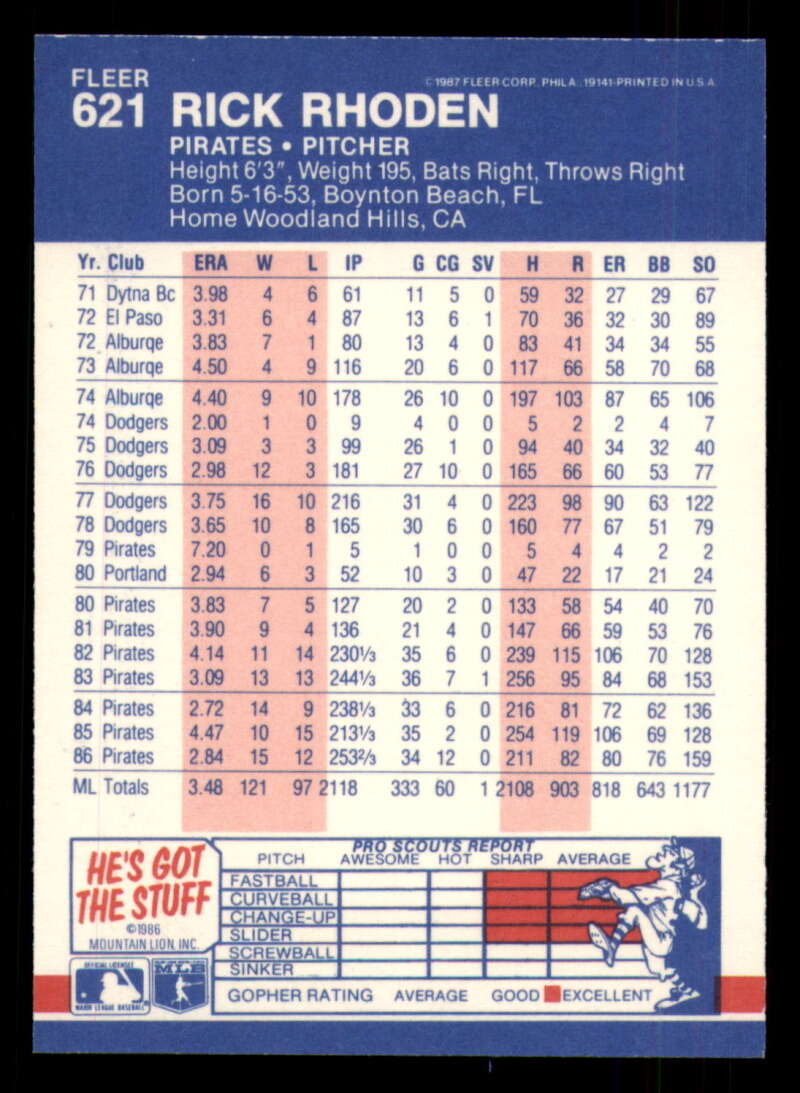 FLEER
© 1987 FLEER CORP. PHILA., 19141-PRINTED IN U.S.A.
621 RICK RHODEN
PIRATES • PITCHER
Height 6'3", Weight 195, Bats Right, Throws Right
Born 5-16-53, Boynton Beach, FL
Home Woodland Hills, CA
Yr. Club ERA W L IP G CG SV H R ER BB SO
71 Dytna Bc 3.98 4 6 61 11 5 0 59 32 27 29 67
72 El Paso 3.31 6 4 87 13 6 1 70 36 32 30 89
72 Alburqe 3.83 7 1 80 13 4 0 83 41 34 34 55
73 Alburqe 4.50 4 9 116 20 6 0 117 66 58 70 68
74 Alburqe 4.40 9 10 178 26 10 0 197 103 87 65 106
74 Dodgers 2.00 1 0 9 4 0 0 5 2 2 4 7
75 Dodgers 3.09 3 3 99 26 1 0 94 40 34 32 40
76 Dodgers 2.98 12 3 181 27 10 0 165 66 60 53 77
77 Dodgers 3.75 16 10 216 31 4 0 223 98 90 63 122
78 Dodgers 3.65 10 8 165 30 6 0 160 77 67 51 79
79 Pirates 7.20 0 1 5 1 0 0 5 4 4 2 2
80 Portland 2.94 6 3 52 10 3 0 47 22 17 21 24
80 Pirates 3.83 7 5 127 20 2 0 133 58 54 40 70
81 Pirates 3.90 9 4 136 21 4 0 147 66 59 53 76
82 Pirates 4.14 11 14 230⅓ 35 6 0 239 115 106 70 128
83 Pirates 3.09 13 13 244⅓ 36 7 1 256 95 84 68 153
84 Pirates 2.72 14 9 238⅓ 33 6 0 216 81 72 62 136
85 Pirates 4.47 10 15 213⅓ 35 2 0 254 119 106 69 128
86 Pirates 2.84 15 12 253⅔ 34 12 0 211 82 80 76 159
ML Totals 3.48 121 97 2118 333 60 1 2108 903 818 643 1177
HE'S GOT
THE STUFF
©1986
MOUNTAIN LION, INC.
PRO SCOUTS REPORT
PITCH AWESOME HOT SHARP AVERAGE
FASTBALL
CURVEBALL
CHANGE-UP
SLIDER
SCREWBALL
SINKER
GOPHER RATING AVERAGE GOOD EXCELLENT
OFFICIAL LICENSEE
MAJOR LEAGUE BASEBALL
MLB